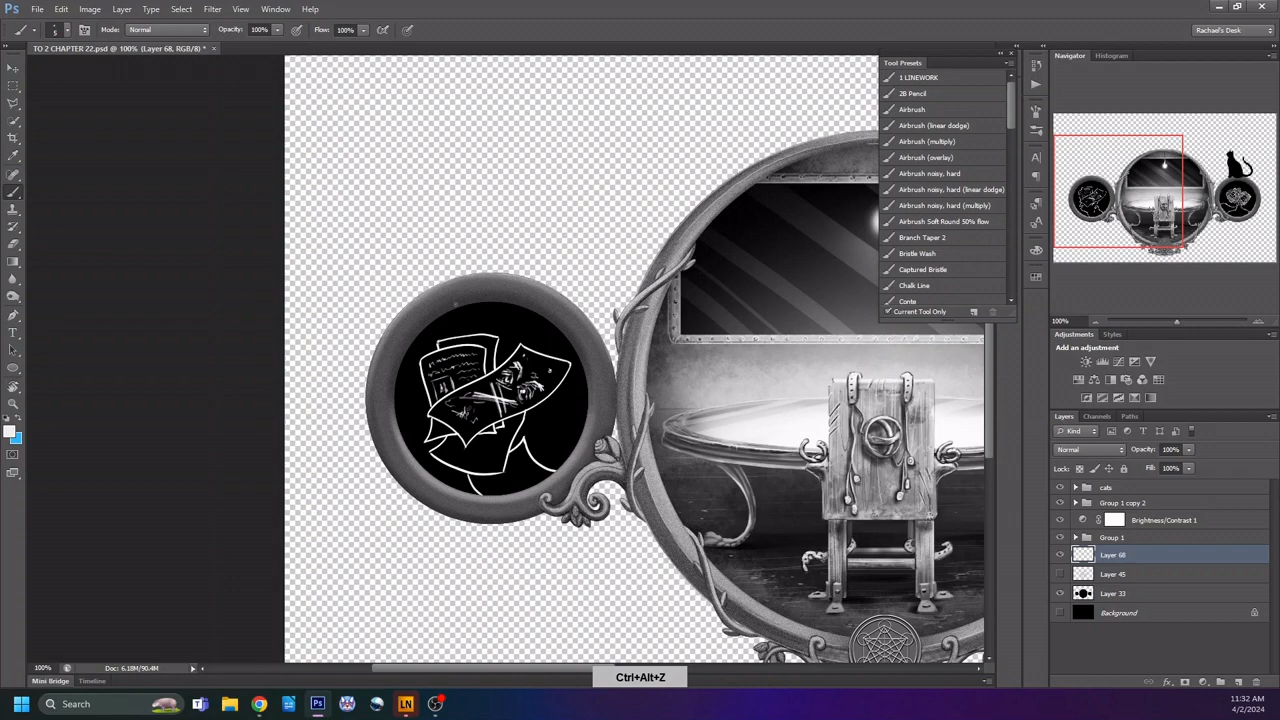 Ps File Edit Image Layer Type Select Filter View Window Help
5 Mode: Normal Opacity: 100% Flow: 100% Rachael's Desk
TO 2 CHAPTER 22.psd @ 100% (Layer 68, RGB/8) *
Tool Presets
1 LINEWORK
2B Pencil
Airbrush
Airbrush (linear dodge)
Airbrush (multiply)
Airbrush (overlay)
Airbrush noisy, hard
Airbrush noisy, hard (linear dodge)
Airbrush noisy, hard (multiply)
Airbrush Soft Round 50% flow
Branch Taper 2
Bristle Wash
Captured Bristle
Chalk Line
Conte
Current Tool Only
Navigator Histogram
100%
Adjustments Styles
Add an adjustment
Layers Channels Paths
Kind
Normal Opacity: 100%
Lock: Fill: 100%
cats
Group 1 copy 2
Brightness/Contrast 1
Group 1
Layer 68
Layer 45
Layer 33
Background
100% Doc: 6.18M/90.4M
Ctrl+Alt+Z
Mini Bridge Timeline
Search
LN
11:32 AM
4/2/2024